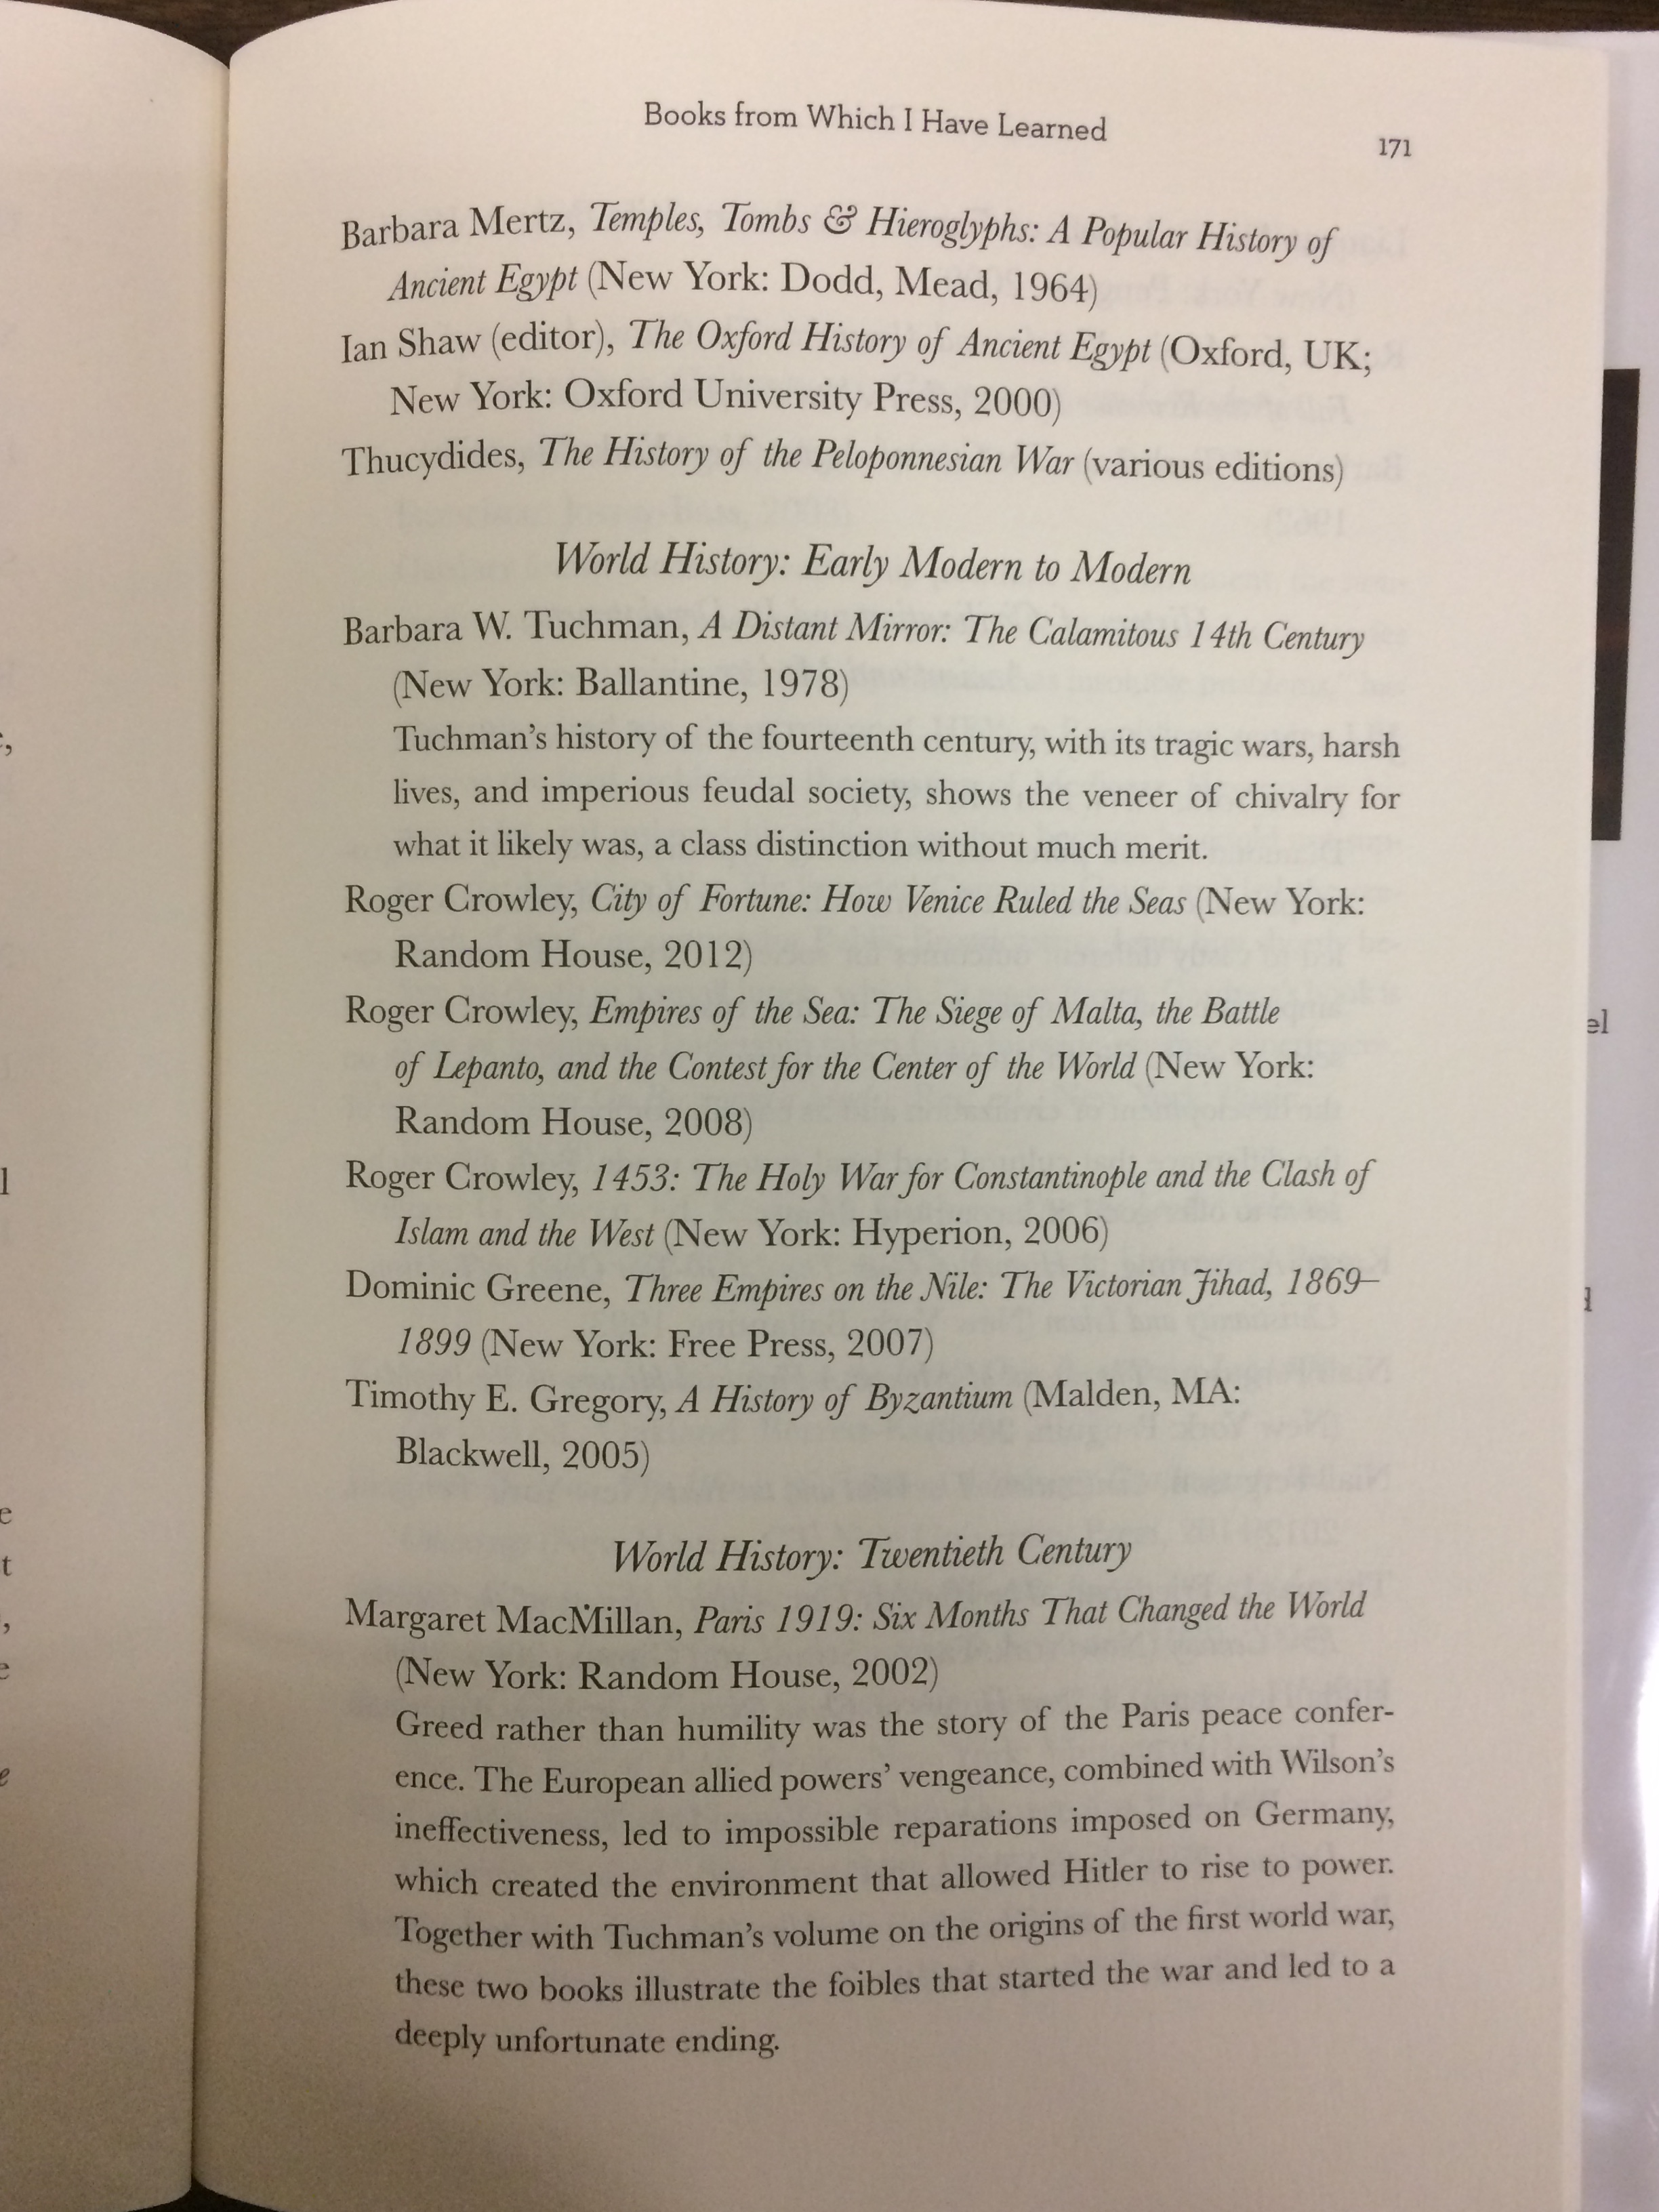 Books from Which I Have Learned
171
Barbara Mertz, Temples, Tombs & Hieroglyphs: A Popular History of
Ancient Egypt (New York: Dodd, Mead, 1964)
Ian Shaw (editor), The Oxford History of Ancient Egypt (Oxford, UK;
New York: Oxford University Press, 2000)
Thucydides, The History of the Peloponnesian War (various editions)
World History: Early Modern to Modern
Barbara W. Tuchman, A Distant Mirror: The Calamitous 14th Century
(New York: Ballantine, 1978)
Tuchman's history of the fourteenth century, with its tragic wars, harsh
lives, and imperious feudal society, shows the veneer of chivalry for
what it likely was, a class distinction without much merit.
Roger Crowley, City of Fortune: How Venice Ruled the Seas (New York:
Random House, 2012)
Roger Crowley, Empires of the Sea: The Siege of Malta, the Battle
of Lepanto, and the Contest for the Center of the World (New York:
Random House, 2008)
Roger Crowley, 1453: The Holy War for Constantinople and the Clash of
Islam and the West (New York: Hyperion, 2006)
Dominic Greene, Three Empires on the Nile: The Victorian Jihad, 1869–
1899 (New York: Free Press, 2007)
Timothy E. Gregory, A History of Byzantium (Malden, MA:
Blackwell, 2005)
World History: Twentieth Century
Margaret MacMillan, Paris 1919: Six Months That Changed the World
(New York: Random House, 2002)
Greed rather than humility was the story of the Paris peace confer-
ence. The European allied powers' vengeance, combined with Wilson's
ineffectiveness, led to impossible reparations imposed on Germany,
which created the environment that allowed Hitler to rise to power.
Together with Tuchman's volume on the origins of the first world war,
these two books illustrate the foibles that started the war and led to a
deeply unfortunate ending.